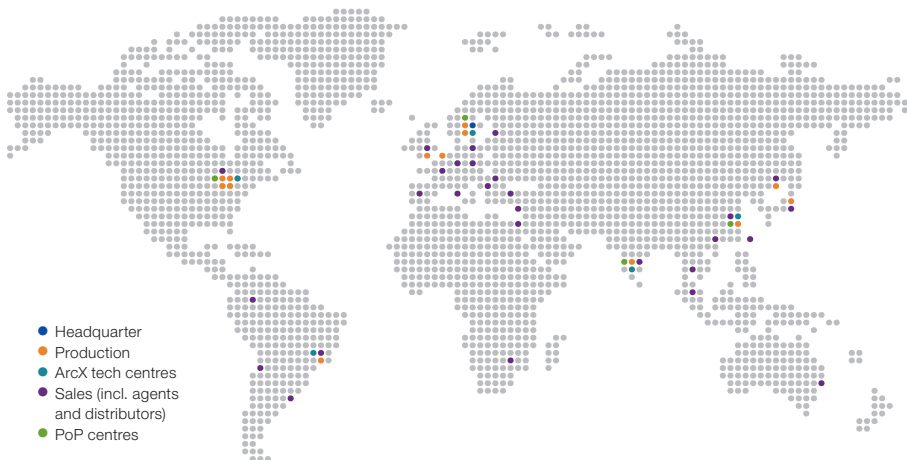 Headquarter
Production
ArcX tech centres
Sales (incl. agents
and distributors)
PoP centres